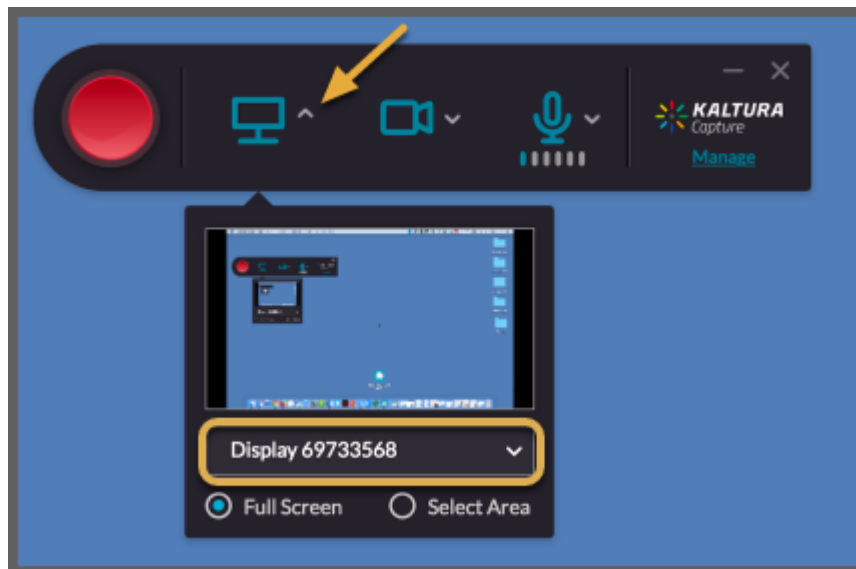 KALTURA
Capture
Manage
Display 69733568
Full Screen
Select Area